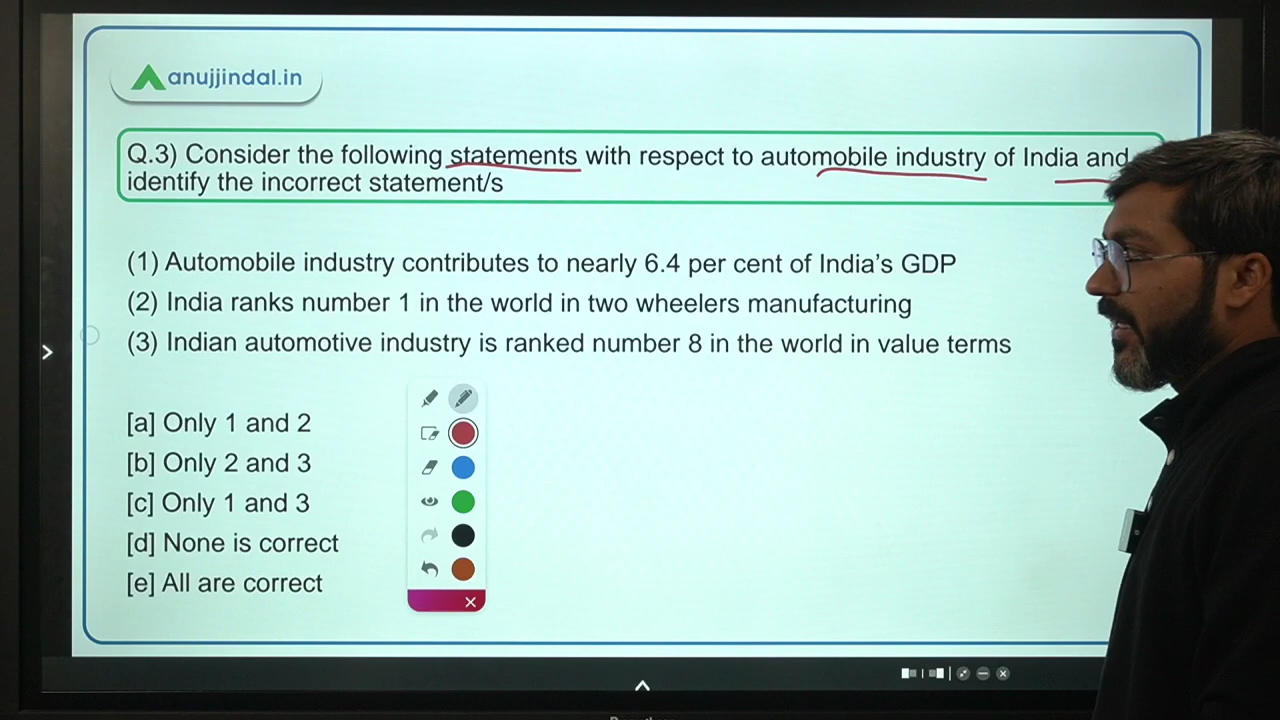 anujjindal.in
Q.3) Consider the following statements with respect to automobile industry of India and
identify the incorrect statement/s
(1) Automobile industry contributes to nearly 6.4 per cent of India's GDP
(2) India ranks number 1 in the world in two wheelers manufacturing
(3) Indian automotive industry is ranked number 8 in the world in value terms
[a] Only 1 and 2
[b] Only 2 and 3
[c] Only 1 and 3
[d] None is correct
[e] All are correct